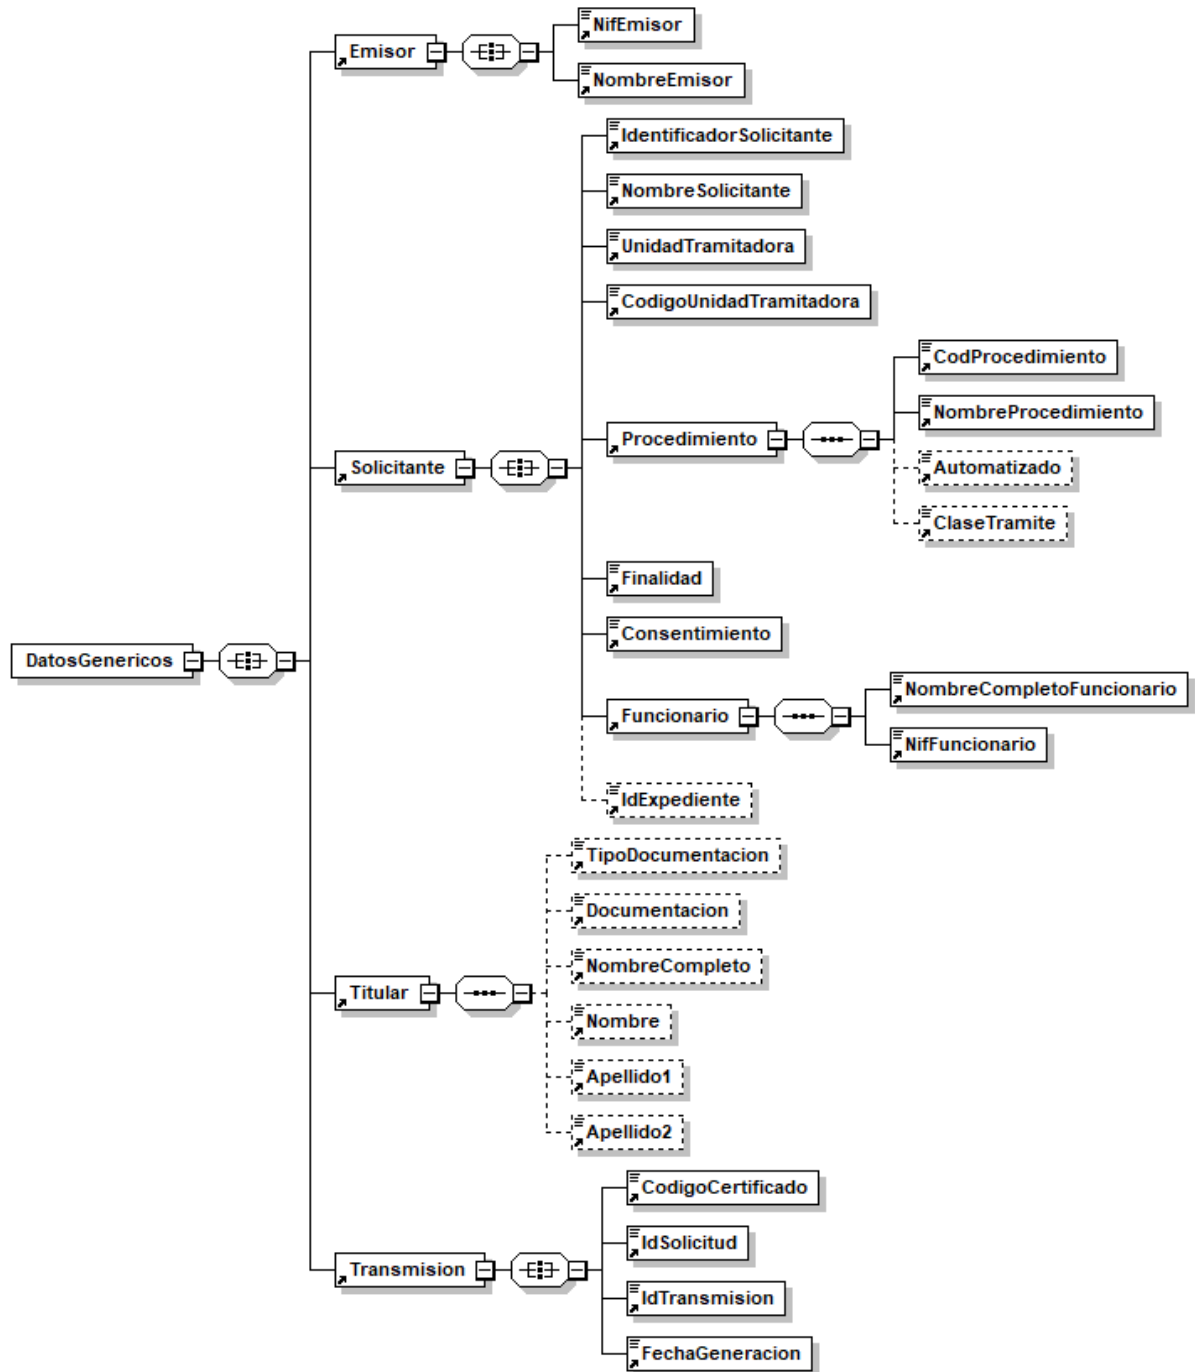 NifEmisor
Emisor
NombreEmisor
IdentificadorSolicitante
NombreSolicitante
UnidadTramitadora
CodigoUnidadTramitadora
CodProcedimiento
NombreProcedimiento
Procedimiento
Solicitante
Automatizado
ClaseTramite
Finalidad
Consentimiento
DatosGenericos
NombreCompletoFuncionario
Funcionario
NifFuncionario
IdExpediente
TipoDocumentacion
Documentacion
NombreCompleto
Titular
Nombre
Apellido1
Apellido2
CodigoCertificado
IdSolicitud
Transmision
IdTransmision
FechaGeneracion